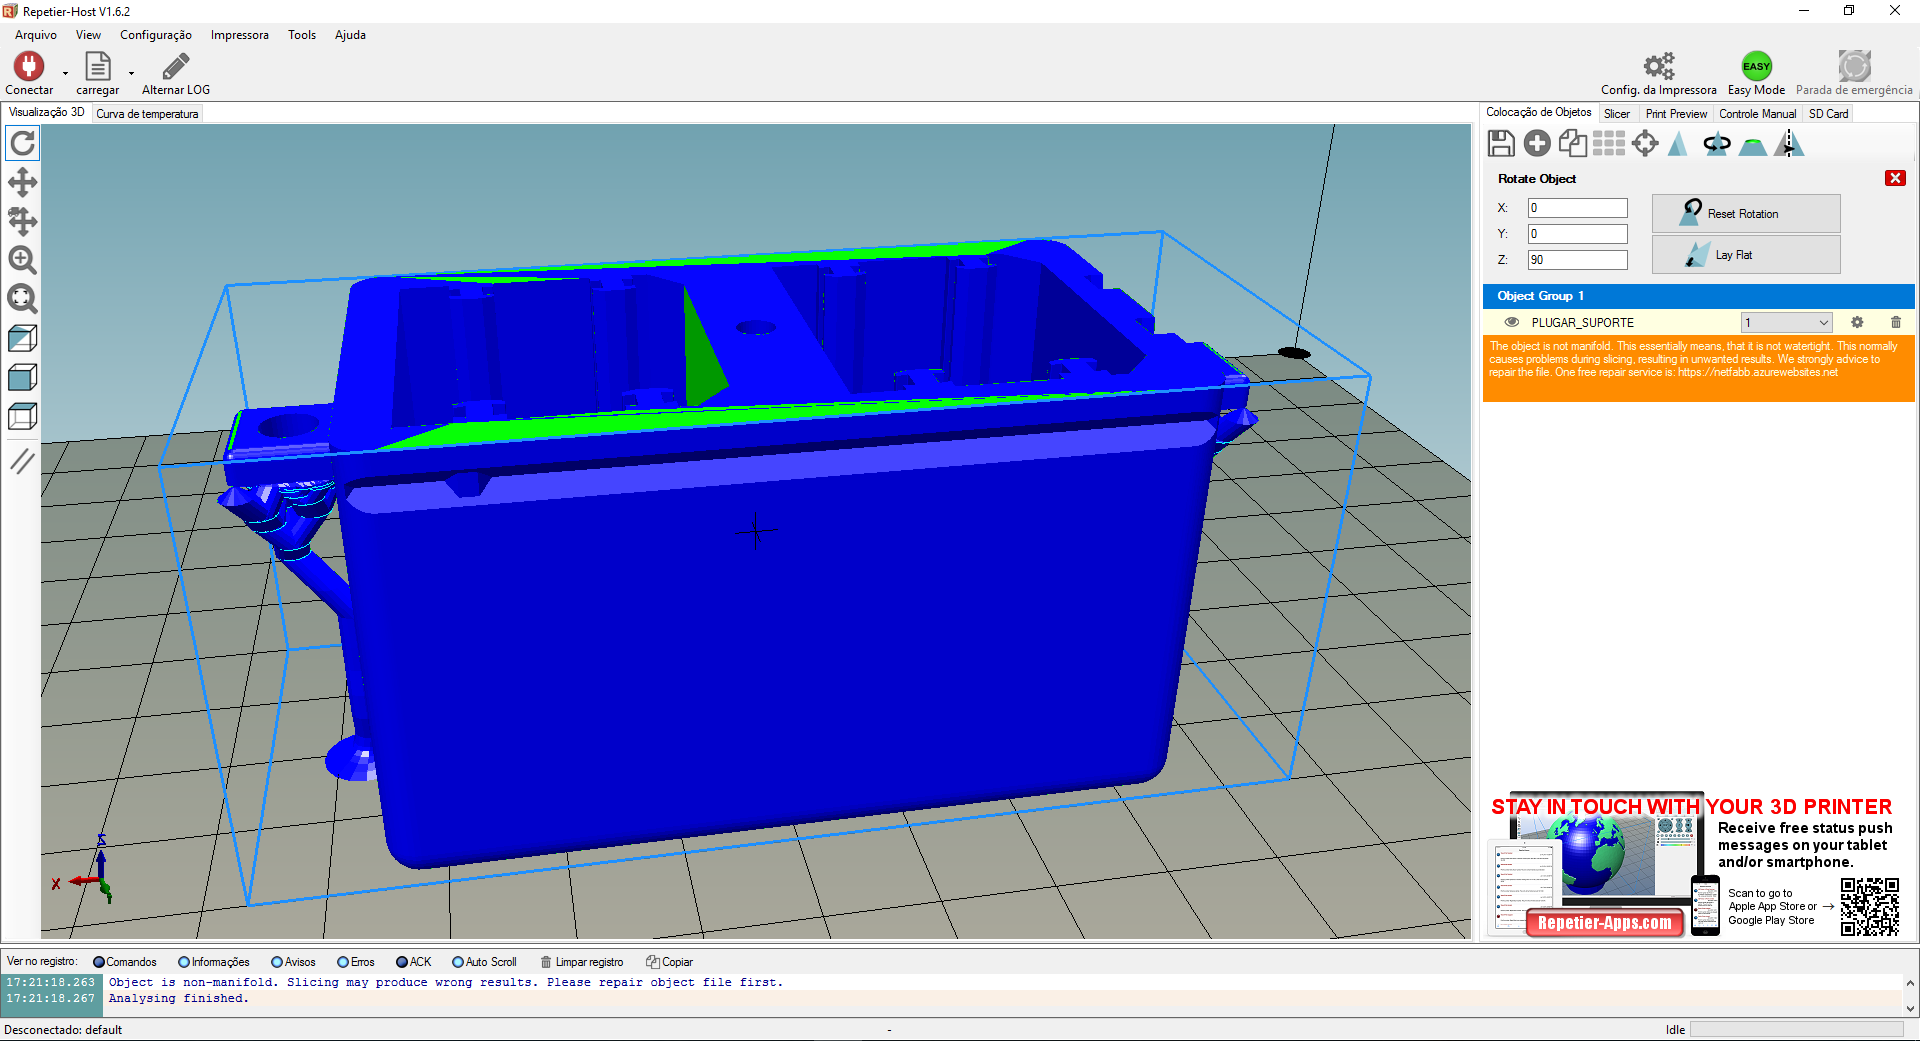 Repetier-Host V1.6.2
Arquivo View Configuração Impressora Tools Ajuda
Conectar carregar Alternar LOG
EASY
Config. da Impressora Easy Mode Parada de emergência
Visualização 3D Curva de temperatura
Colocação de Objetos Slicer Print Preview Controle Manual SD Card
Rotate Object
X: 0
Y: 0
Z: 90
Reset Rotation
Lay Flat
Object Group 1
PLUGAR_SUPORTE 1
The object is not manifold. This essentially means, that it is not watertight. This normally
causes problems during slicing, resulting in unwanted results. We strongly advice to
repair the file. One free repair service is: https://netfabb.azurewebsites.net
Z
X
STAY IN TOUCH WITH YOUR 3D PRINTER
Receive free status push
messages on your tablet
and/or smartphone.
Scan to go to
Apple App Store or →
Google Play Store
Repetier-Apps.com
Ver no registro: Comandos Informações Avisos Erros ACK Auto Scroll Limpar registro Copiar
17:21:18.263 Object is non-manifold. Slicing may produce wrong results. Please repair object file first.
17:21:18.267 Analysing finished.
Desconectado: default - Idle